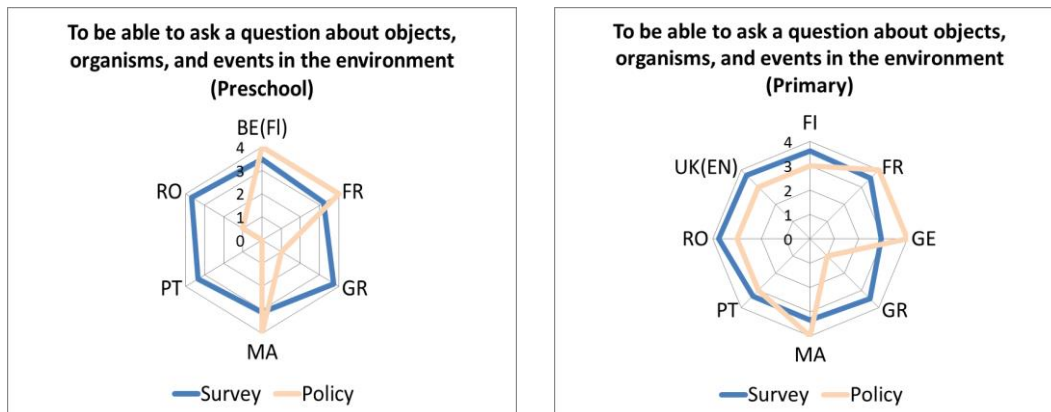 To be able to ask a question about objects,
organisms, and events in the environment
(Preschool)
BE(Fl)
4
3
2
1
0
FR
GR
MA
PT
RO
Survey
Policy
To be able to ask a question about objects,
organisms, and events in the environment
(Primary)
FI
4
3
2
1
0
FR
GE
GR
MA
PT
RO
UK(EN)
Survey
Policy